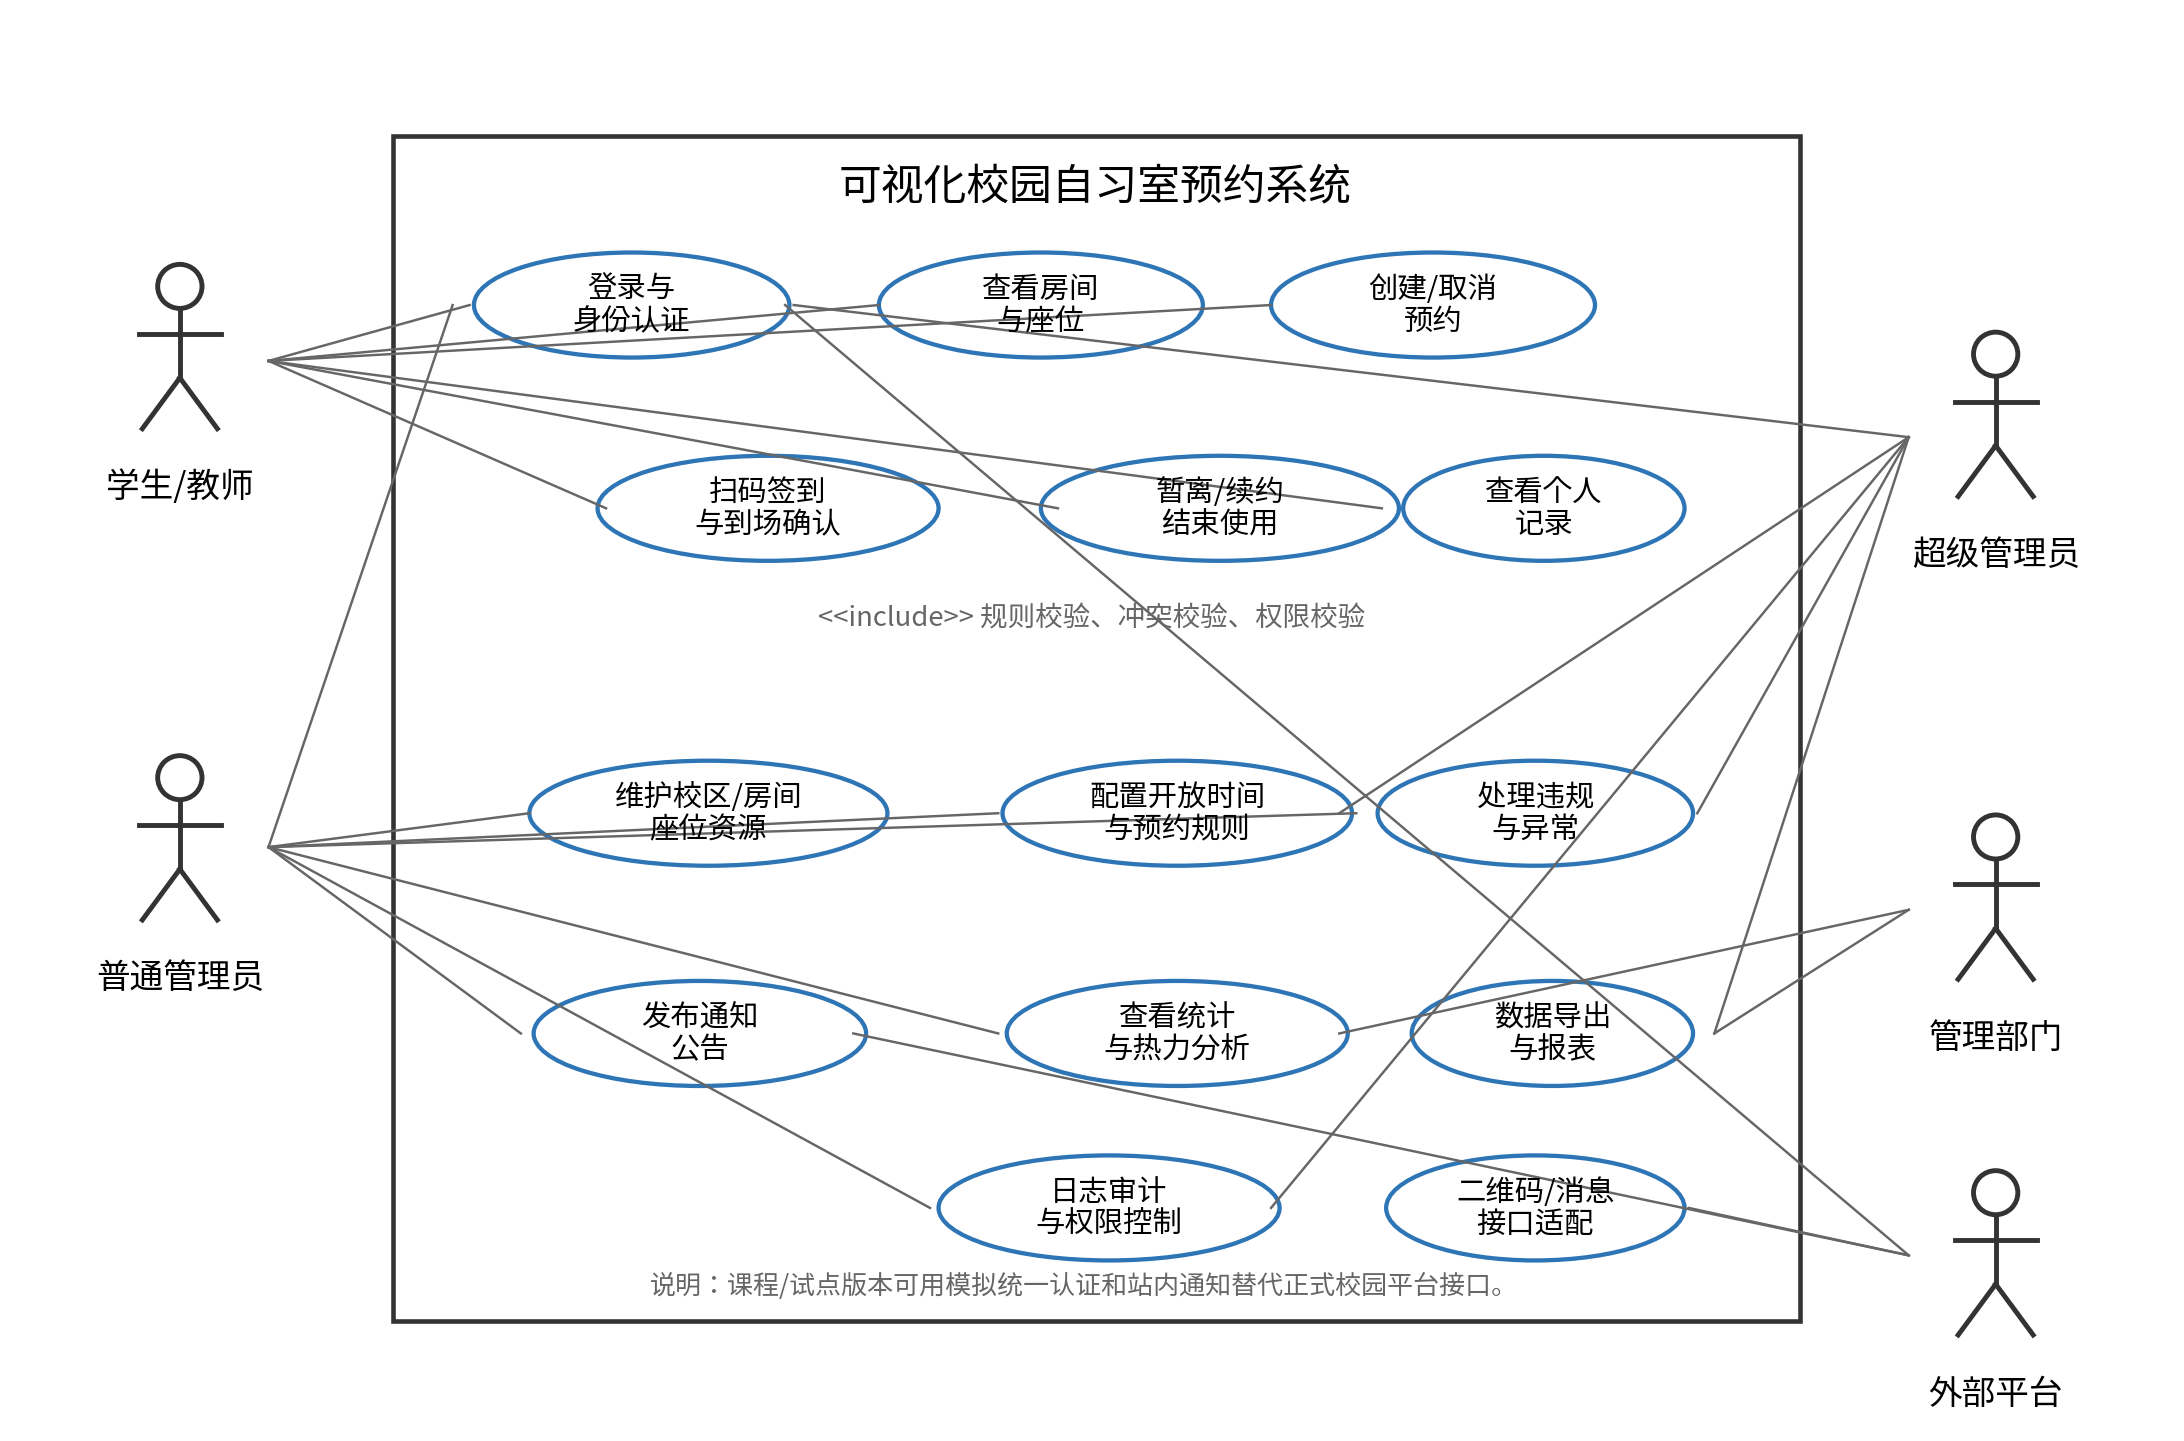 可视化校园自习室预约系统
登录与
身份认证
查看房间
与座位
创建/取消
预约
学生/教师
扫码签到
与到场确认
暂离/续约
结束使用
查看个人
记录
超级管理员
<<include>> 规则校验、冲突校验、权限校验
维护校区/房间
座位资源
配置开放时间
与预约规则
处理违规
与异常
普通管理员
发布通知
公告
查看统计
与热力分析
数据导出
与报表
管理部门
日志审计
与权限控制
二维码/消息
接口适配
说明：课程/试点版本可用模拟统一认证和站内通知替代正式校园平台接口。
外部平台